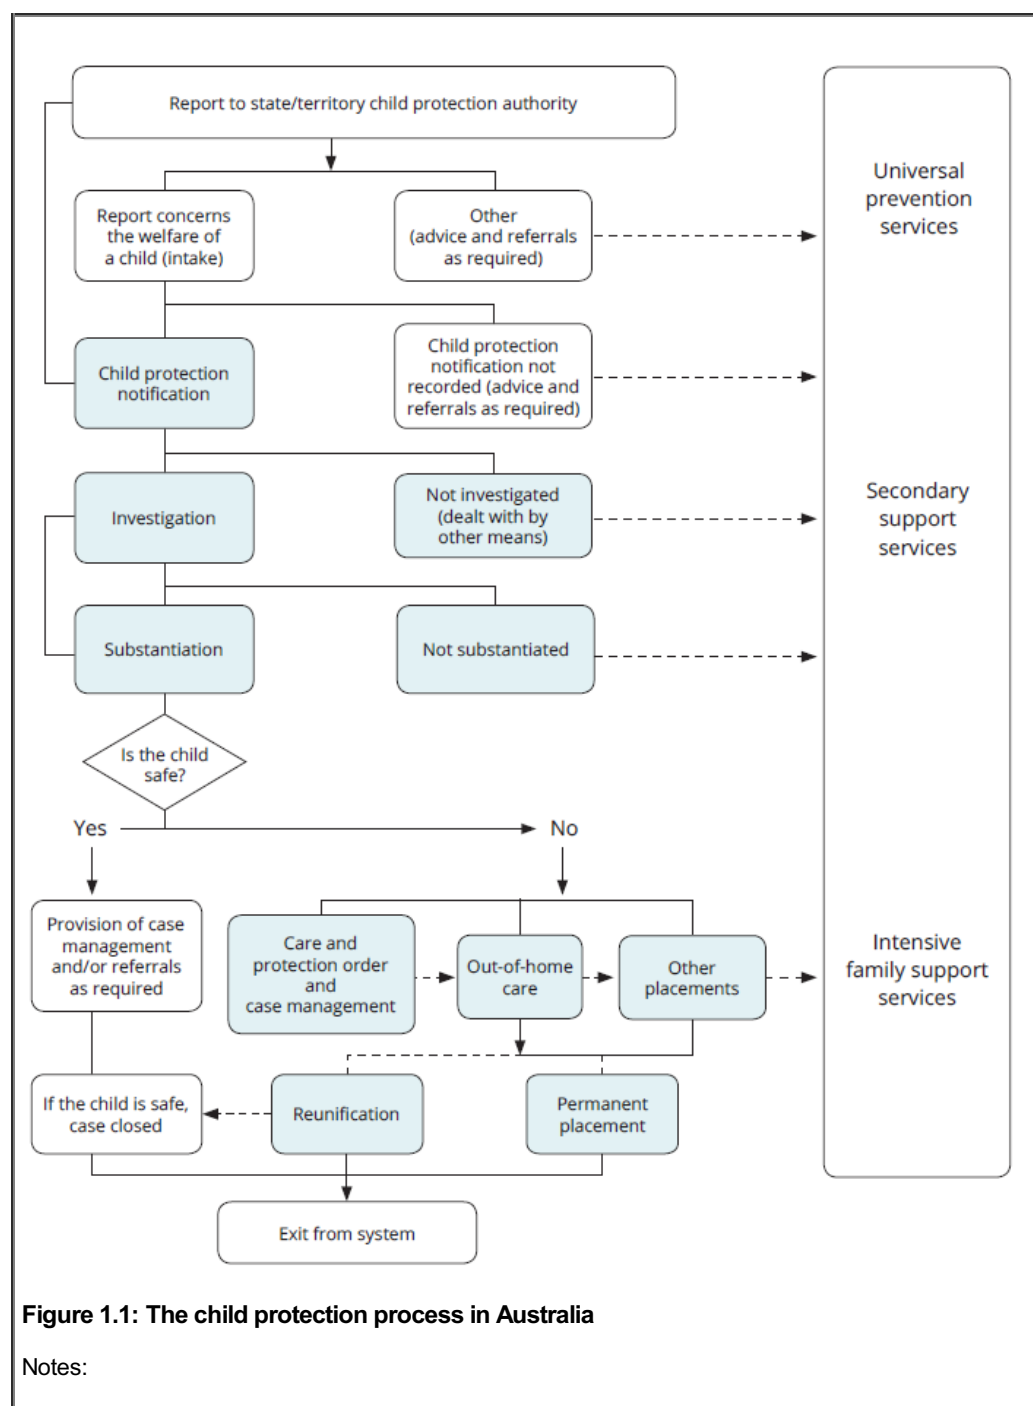 Report to state/territory child protection authority
Report concerns
the welfare of
a child (intake)
Other
(advice and referrals
as required)
Universal
prevention
services
Child protection
notification
Child protection
notification not
recorded (advice and
referrals as required)
Investigation
Not investigated
(dealt with by
other means)
Secondary
support
services
Substantiation
Not substantiated
Is the child
safe?
Yes
No
Provision of case
management
and/or referrals
as required
Care and
protection order
and
case management
Out-of-home
care
Other
placements
Intensive
family support
services
If the child is safe,
case closed
Reunification
Permanent
placement
Exit from system
Figure 1.1: The child protection process in Australia
Notes: